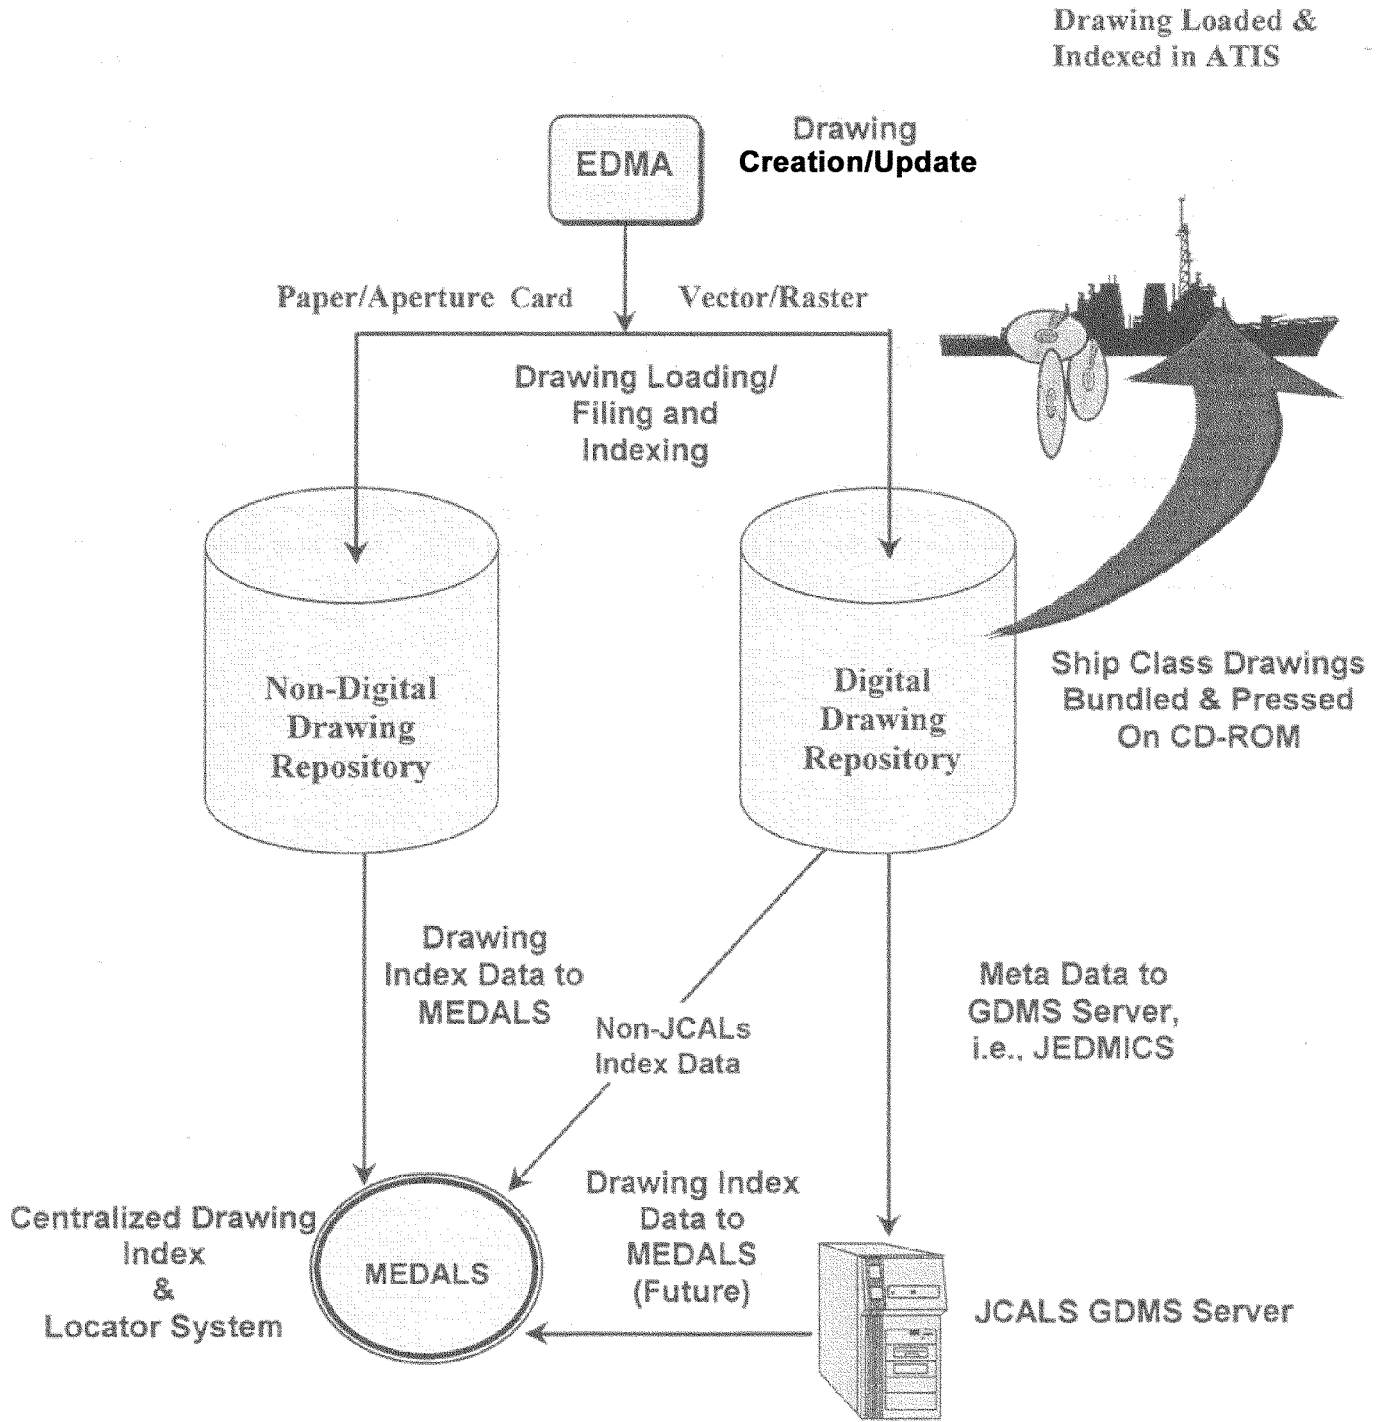 Drawing Loaded &
Indexed in ATIS
EDMA
Drawing
Creation/Update
Paper/Aperture Card
Vector/Raster
Drawing Loading/
Filing and
Indexing
Non-Digital
Drawing
Repository
Digital
Drawing
Repository
Ship Class Drawings
Bundled & Pressed
On CD-ROM
Drawing
Index Data to
MEDALS
Non-JCALs
Index Data
Meta Data to
GDMS Server,
i.e., JEDMICS
Centralized Drawing
Index
&
Locator System
MEDALS
Drawing Index
Data to
MEDALS
(Future)
JCALS GDMS Server